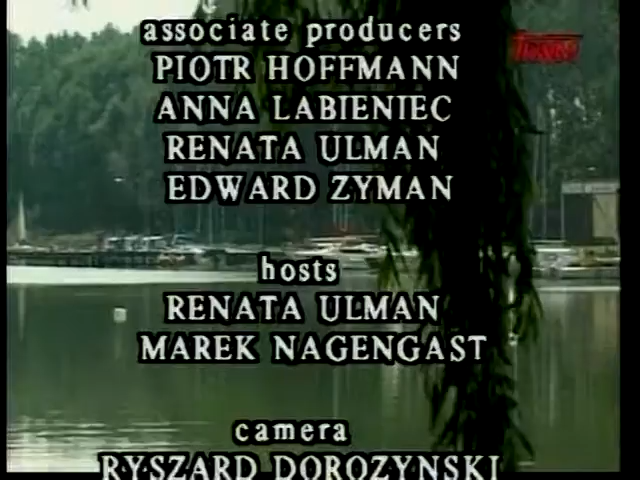 associate producers
PIOTR HOFFMANN
ANNA LABIENIEC
RENATA ULMAN
EDWARD ZYMAN
hosts
RENATA ULMAN
MAREK NAGENGAST
camera
RYSZARD DOROZYNSKI